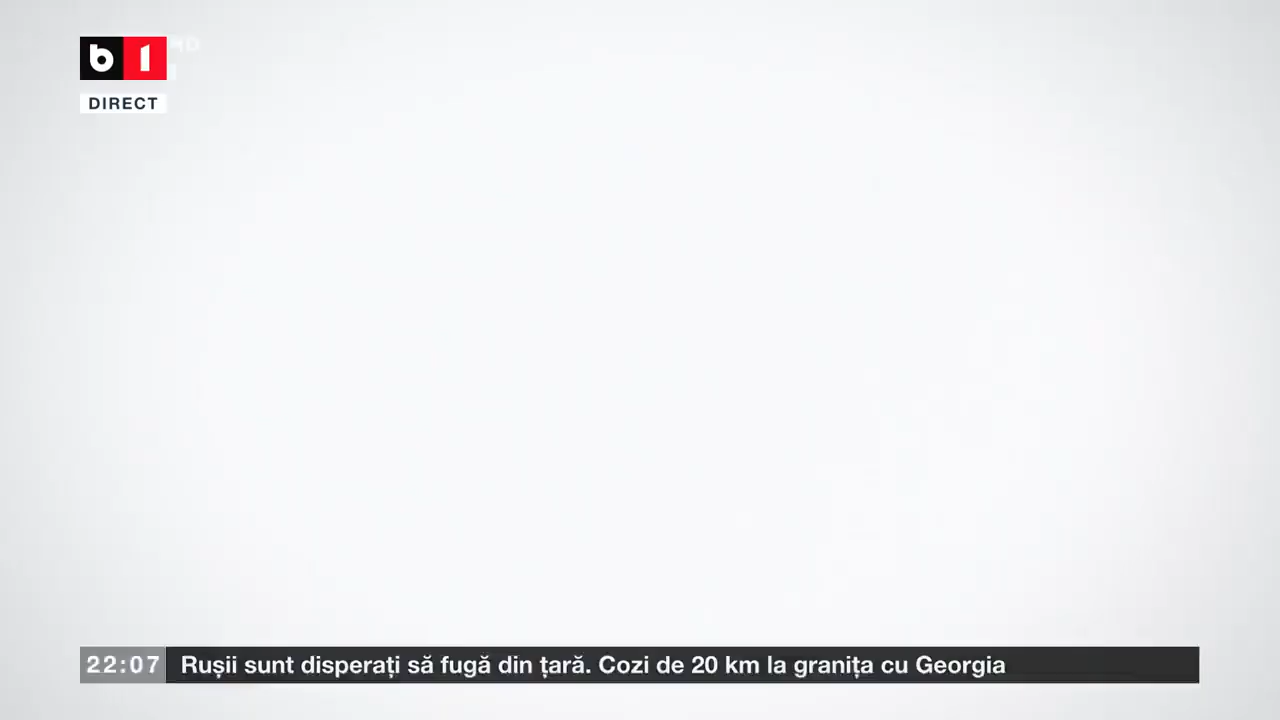 b1 HD
DIRECT
22:07 Rușii sunt disperați să fugă din țară. Cozi de 20 km la granița cu Georgia